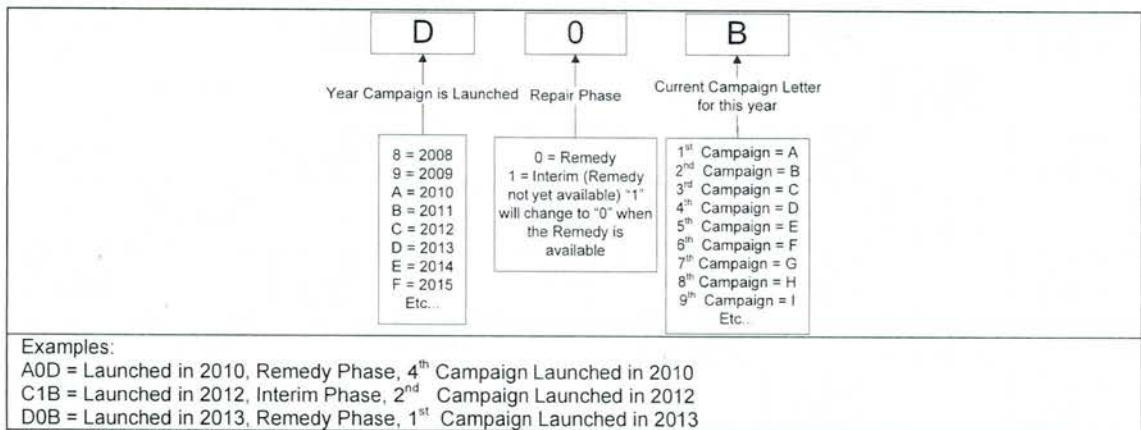 D 0 B
Year Campaign is Launched
Repair Phase
Current Campaign Letter
for this year
8 = 2008
9 = 2009
A = 2010
B = 2011
C = 2012
D = 2013
E = 2014
F = 2015
Etc...
0 = Remedy
1 = Interim (Remedy
not yet available) "1"
will change to "0" when
the Remedy is
available
1st Campaign = A
2nd Campaign = B
3rd Campaign = C
4th Campaign = D
5th Campaign = E
6th Campaign = F
7th Campaign = G
8th Campaign = H
9th Campaign = I
Etc...
Examples:
A0D = Launched in 2010, Remedy Phase, 4th Campaign Launched in 2010
C1B = Launched in 2012, Interim Phase, 2nd Campaign Launched in 2012
D0B = Launched in 2013, Remedy Phase, 1st Campaign Launched in 2013